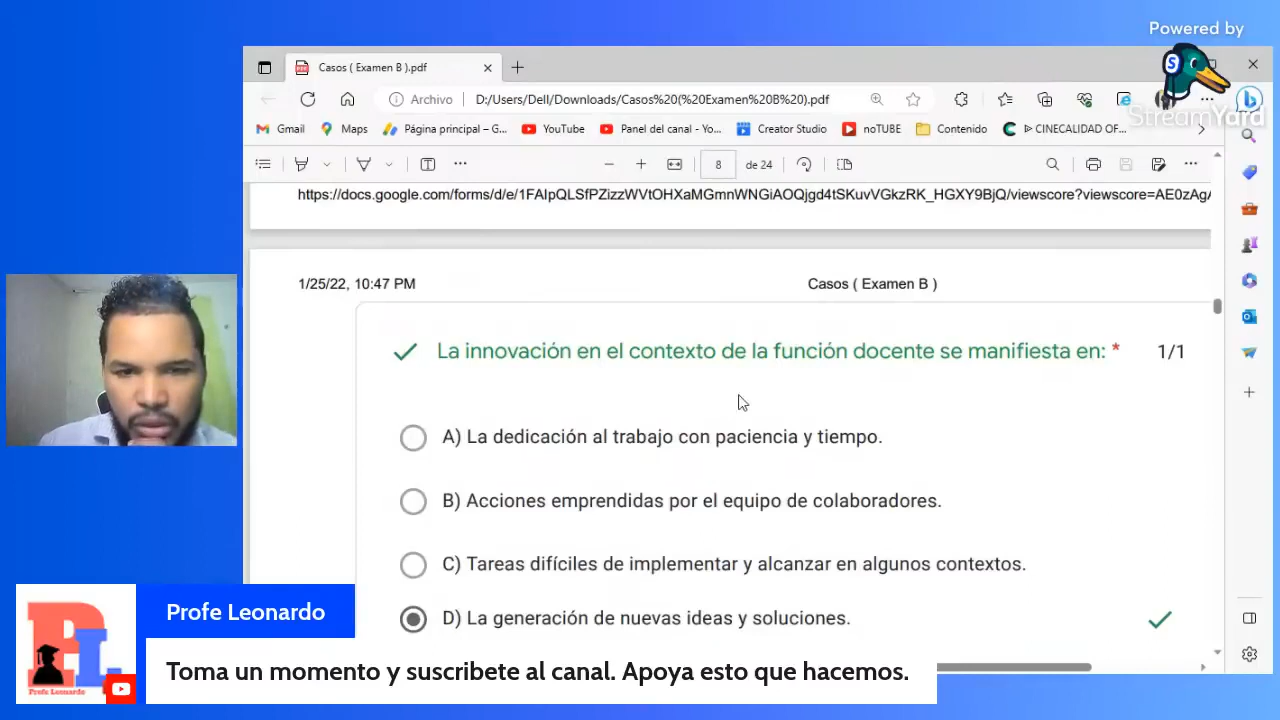 Powered by
StreamYard
Casos ( Examen B ).pdf
Archivo
D:/Users/Dell/Downloads/Casos%20(%20Examen%20B%20).pdf
Gmail
Maps
Página principal – G...
YouTube
Panel del canal - Yo...
Creator Studio
noTUBE
Contenido
▷ CINECALIDAD OF...
8
de 24
https://docs.google.com/forms/d/e/1FAIpQLSfPZizzWVtOHXaMGmnWNGiAOQjgd4tSKuvVGkzRK_HGXY9BjQ/viewscore?viewscore=AE0zAgA
1/25/22, 10:47 PM
Casos ( Examen B )
La innovación en el contexto de la función docente se manifiesta en: *
1/1
A) La dedicación al trabajo con paciencia y tiempo.
B) Acciones emprendidas por el equipo de colaboradores.
C) Tareas difíciles de implementar y alcanzar en algunos contextos.
D) La generación de nuevas ideas y soluciones.
Profe Leonardo
Profe Leonardo
Toma un momento y suscribete al canal. Apoya esto que hacemos.